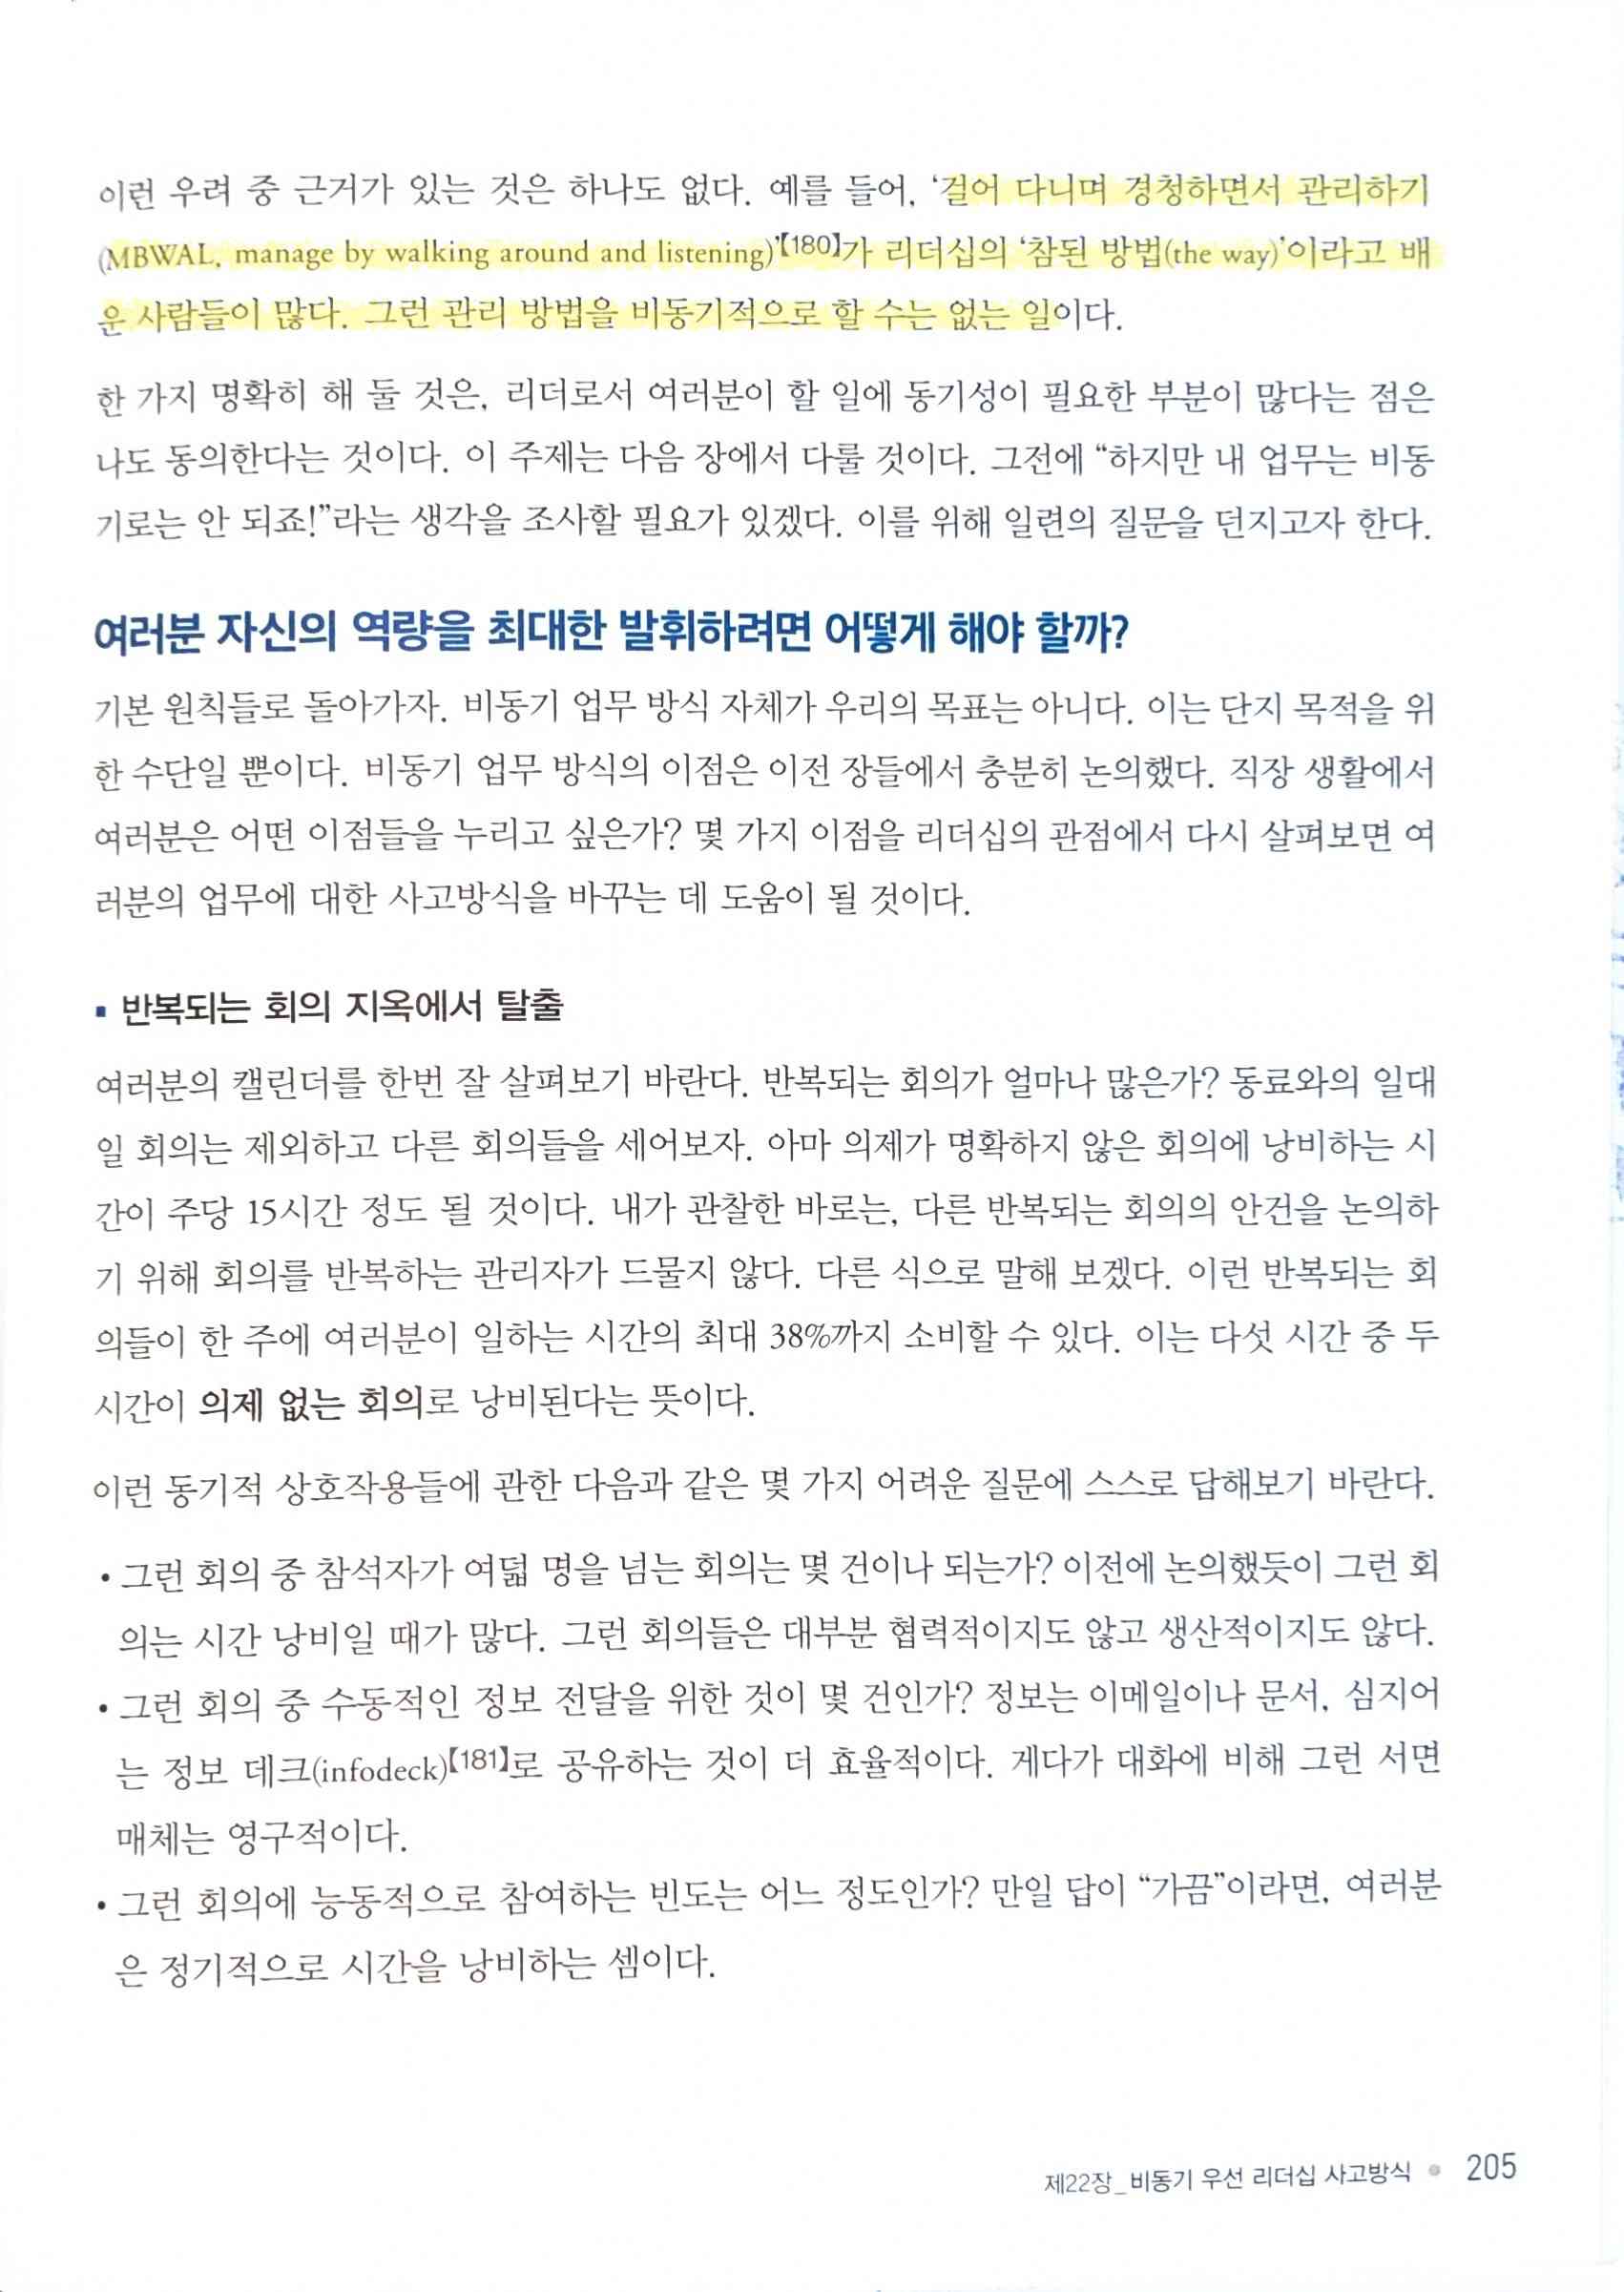 이런 우려 중 근거가 있는 것은 하나도 없다. 예를 들어, ‘걸어 다니며 경청하면서 관리하기
(MBWAL, manage by walking around and listening)’【180】가 리더십의 ‘참된 방법(the way)’이라고 배
운 사람들이 많다. 그런 관리 방법을 비동기적으로 할 수는 없는 일이다.
한 가지 명확히 해 둘 것은, 리더로서 여러분이 할 일에 동기성이 필요한 부분이 많다는 점은
나도 동의한다는 것이다. 이 주제는 다음 장에서 다룰 것이다. 그전에 “하지만 내 업무는 비동
기로는 안 되죠!”라는 생각을 조사할 필요가 있겠다. 이를 위해 일련의 질문을 던지고자 한다.
여러분 자신의 역량을 최대한 발휘하려면 어떻게 해야 할까?
기본 원칙들로 돌아가자. 비동기 업무 방식 자체가 우리의 목표는 아니다. 이는 단지 목적을 위
한 수단일 뿐이다. 비동기 업무 방식의 이점은 이전 장들에서 충분히 논의했다. 직장 생활에서
여러분은 어떤 이점들을 누리고 싶은가? 몇 가지 이점을 리더십의 관점에서 다시 살펴보면 여
러분의 업무에 대한 사고방식을 바꾸는 데 도움이 될 것이다.
▪ 반복되는 회의 지옥에서 탈출
여러분의 캘린더를 한번 잘 살펴보기 바란다. 반복되는 회의가 얼마나 많은가? 동료와의 일대
일 회의는 제외하고 다른 회의들을 세어보자. 아마 의제가 명확하지 않은 회의에 낭비하는 시
간이 주당 15시간 정도 될 것이다. 내가 관찰한 바로는, 다른 반복되는 회의의 안건을 논의하
기 위해 회의를 반복하는 관리자가 드물지 않다. 다른 식으로 말해 보겠다. 이런 반복되는 회
의들이 한 주에 여러분이 일하는 시간의 최대 38%까지 소비할 수 있다. 이는 다섯 시간 중 두
시간이 의제 없는 회의로 낭비된다는 뜻이다.
이런 동기적 상호작용들에 관한 다음과 같은 몇 가지 어려운 질문에 스스로 답해보기 바란다.
• 그런 회의 중 참석자가 여덟 명을 넘는 회의는 몇 건이나 되는가? 이전에 논의했듯이 그런 회
의는 시간 낭비일 때가 많다. 그런 회의들은 대부분 협력적이지도 않고 생산적이지도 않다.
• 그런 회의 중 수동적인 정보 전달을 위한 것이 몇 건인가? 정보는 이메일이나 문서, 심지어
는 정보 데크(infodeck)【181】로 공유하는 것이 더 효율적이다. 게다가 대화에 비해 그런 서면
매체는 영구적이다.
• 그런 회의에 능동적으로 참여하는 빈도는 어느 정도인가? 만일 답이 “가끔”이라면, 여러분
은 정기적으로 시간을 낭비하는 셈이다.
제22장_비동기 우선 리더십 사고방식 • 205